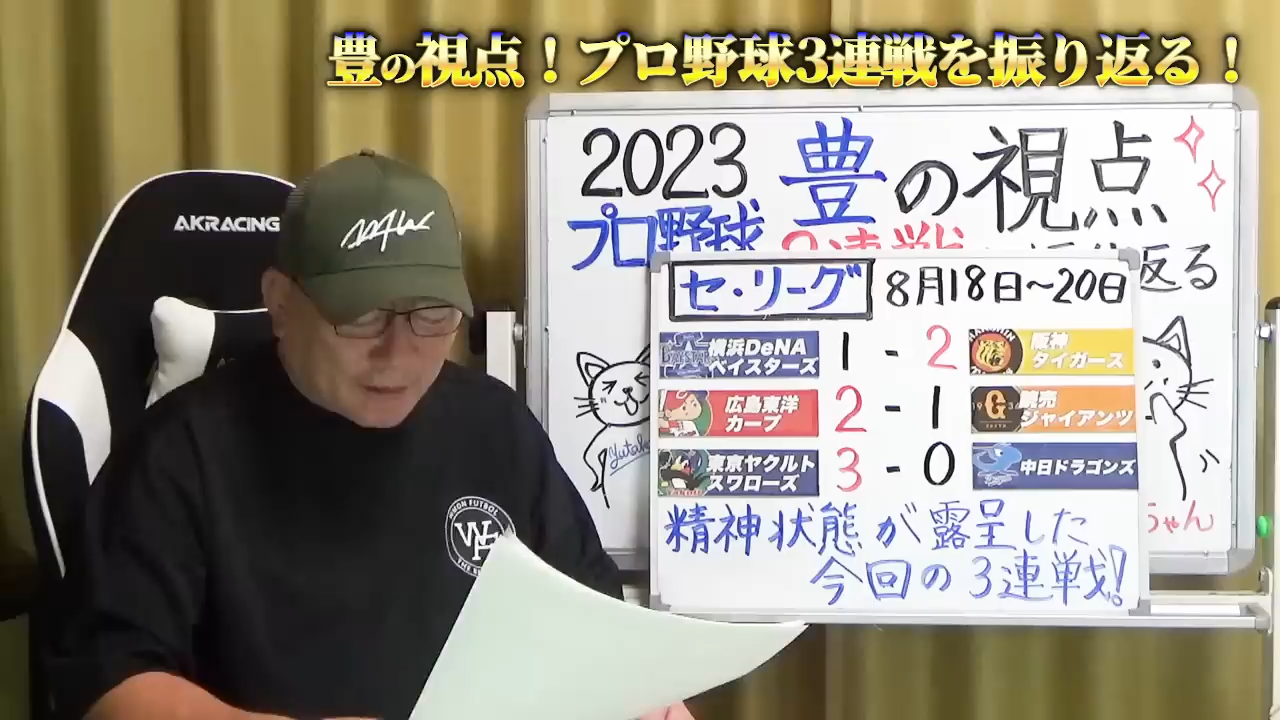 豊の視点！プロ野球3連戦を振り返る！
2023 豊の視点
プロ野球
返る
AKRACING
セ・リーグ 8月18日～20日
横浜DeNA ベイスターズ 1 - 2 阪神 タイガース
広島東洋 カープ 2 - 1 読売 ジャイアンツ
東京ヤクルト スワローズ 3 - 0 中日ドラゴンズ
精神状態が露呈した
今回の3連戦!
ちゃん